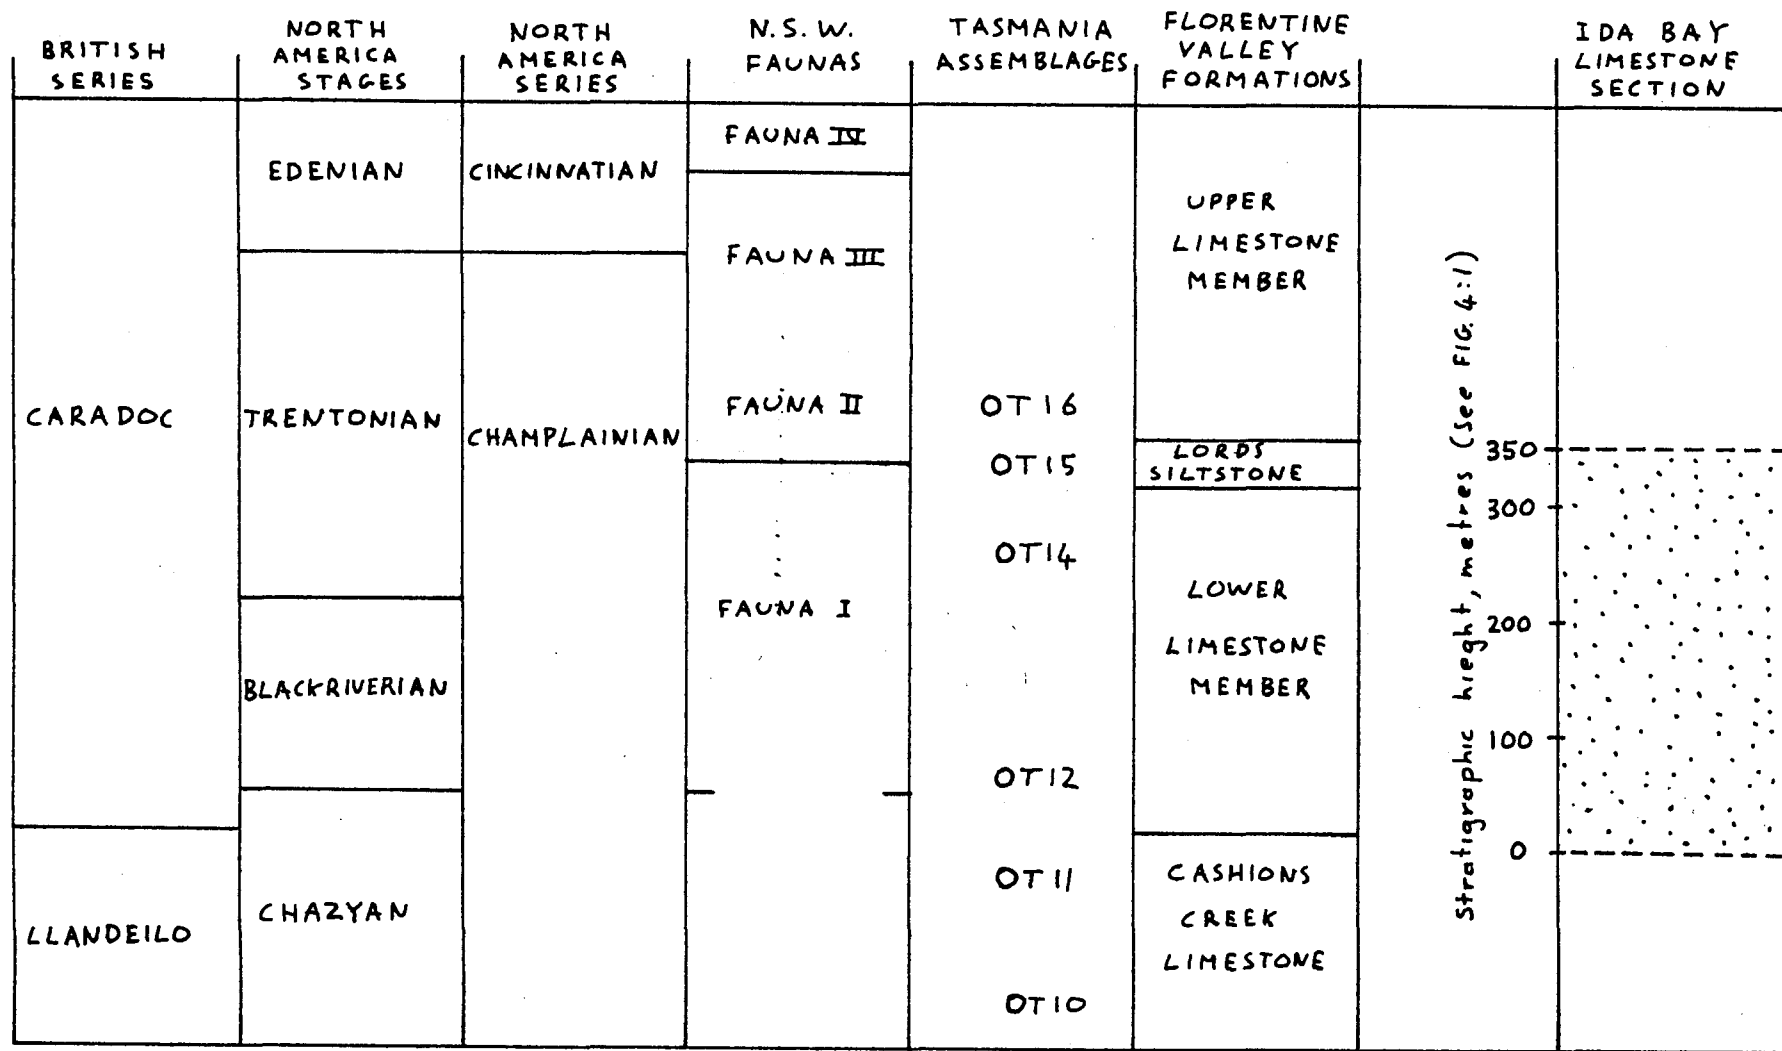 BRITISH
SERIES
NORTH
AMERICA
STAGES
NORTH
AMERICA
SERIES
N.S.W.
FAUNAS
TASMANIA
ASSEMBLAGES
FLORENTINE
VALLEY
FORMATIONS
IDA BAY
LIMESTONE
SECTION
CARADOC
LLANDEILO
EDENIAN
TRENTONIAN
BLACKRIVERIAN
CHAZYAN
CINCINNATIAN
CHAMPLAINIAN
FAUNA IV
FAUNA III
FAUNA II
FAUNA I
OT16
OT15
OT14
OT12
OT11
OT10
UPPER
LIMESTONE
MEMBER
LORDS
SILTSTONE
LOWER
LIMESTONE
MEMBER
CASHIONS
CREEK
LIMESTONE
Stratigraphic hieght, metres (see FIG. 4:1)
350
300
200
100
0